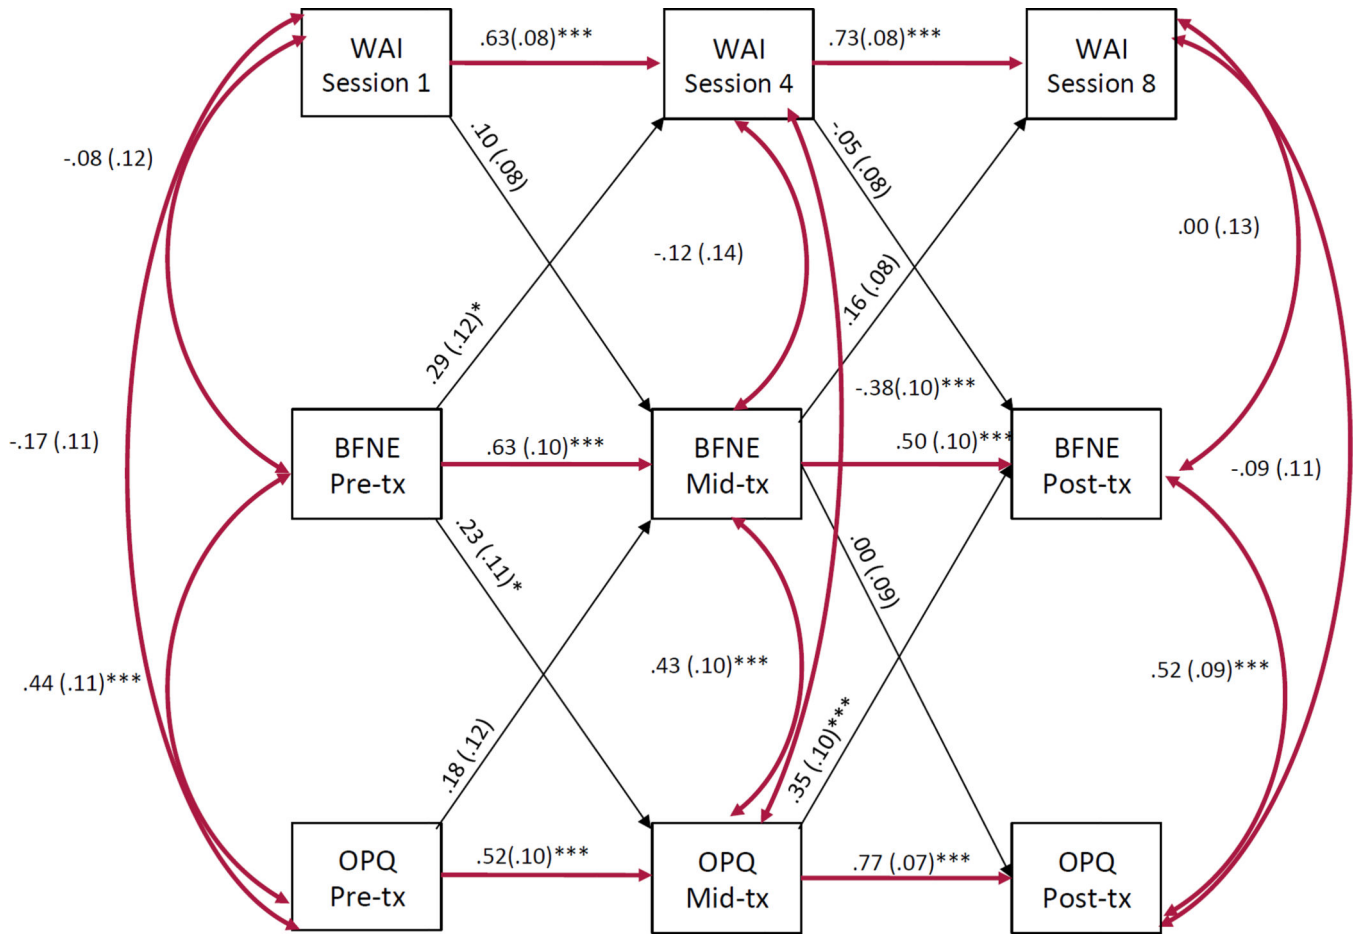 WAI
Session 1
.63(.08)***
WAI
Session 4
.73(.08)***
WAI
Session 8
-.08 (.12)
.10 (.08)
-.05 (.08)
-.12 (.14)
.00 (.13)
.29 (.12)*
.16 (.08)
-.38(.10)***
-.17 (.11)
BFNE
Pre-tx
.63 (.10)***
BFNE
Mid-tx
.50 (.10)***
BFNE
Post-tx
-.09 (.11)
.23 (.11)*
.00 (.09)
.44 (.11)***
.43 (.10)***
.52 (.09)***
.18 (.12)
.35 (.10)***
OPQ
Pre-tx
.52(.10)***
OPQ
Mid-tx
.77 (.07)***
OPQ
Post-tx